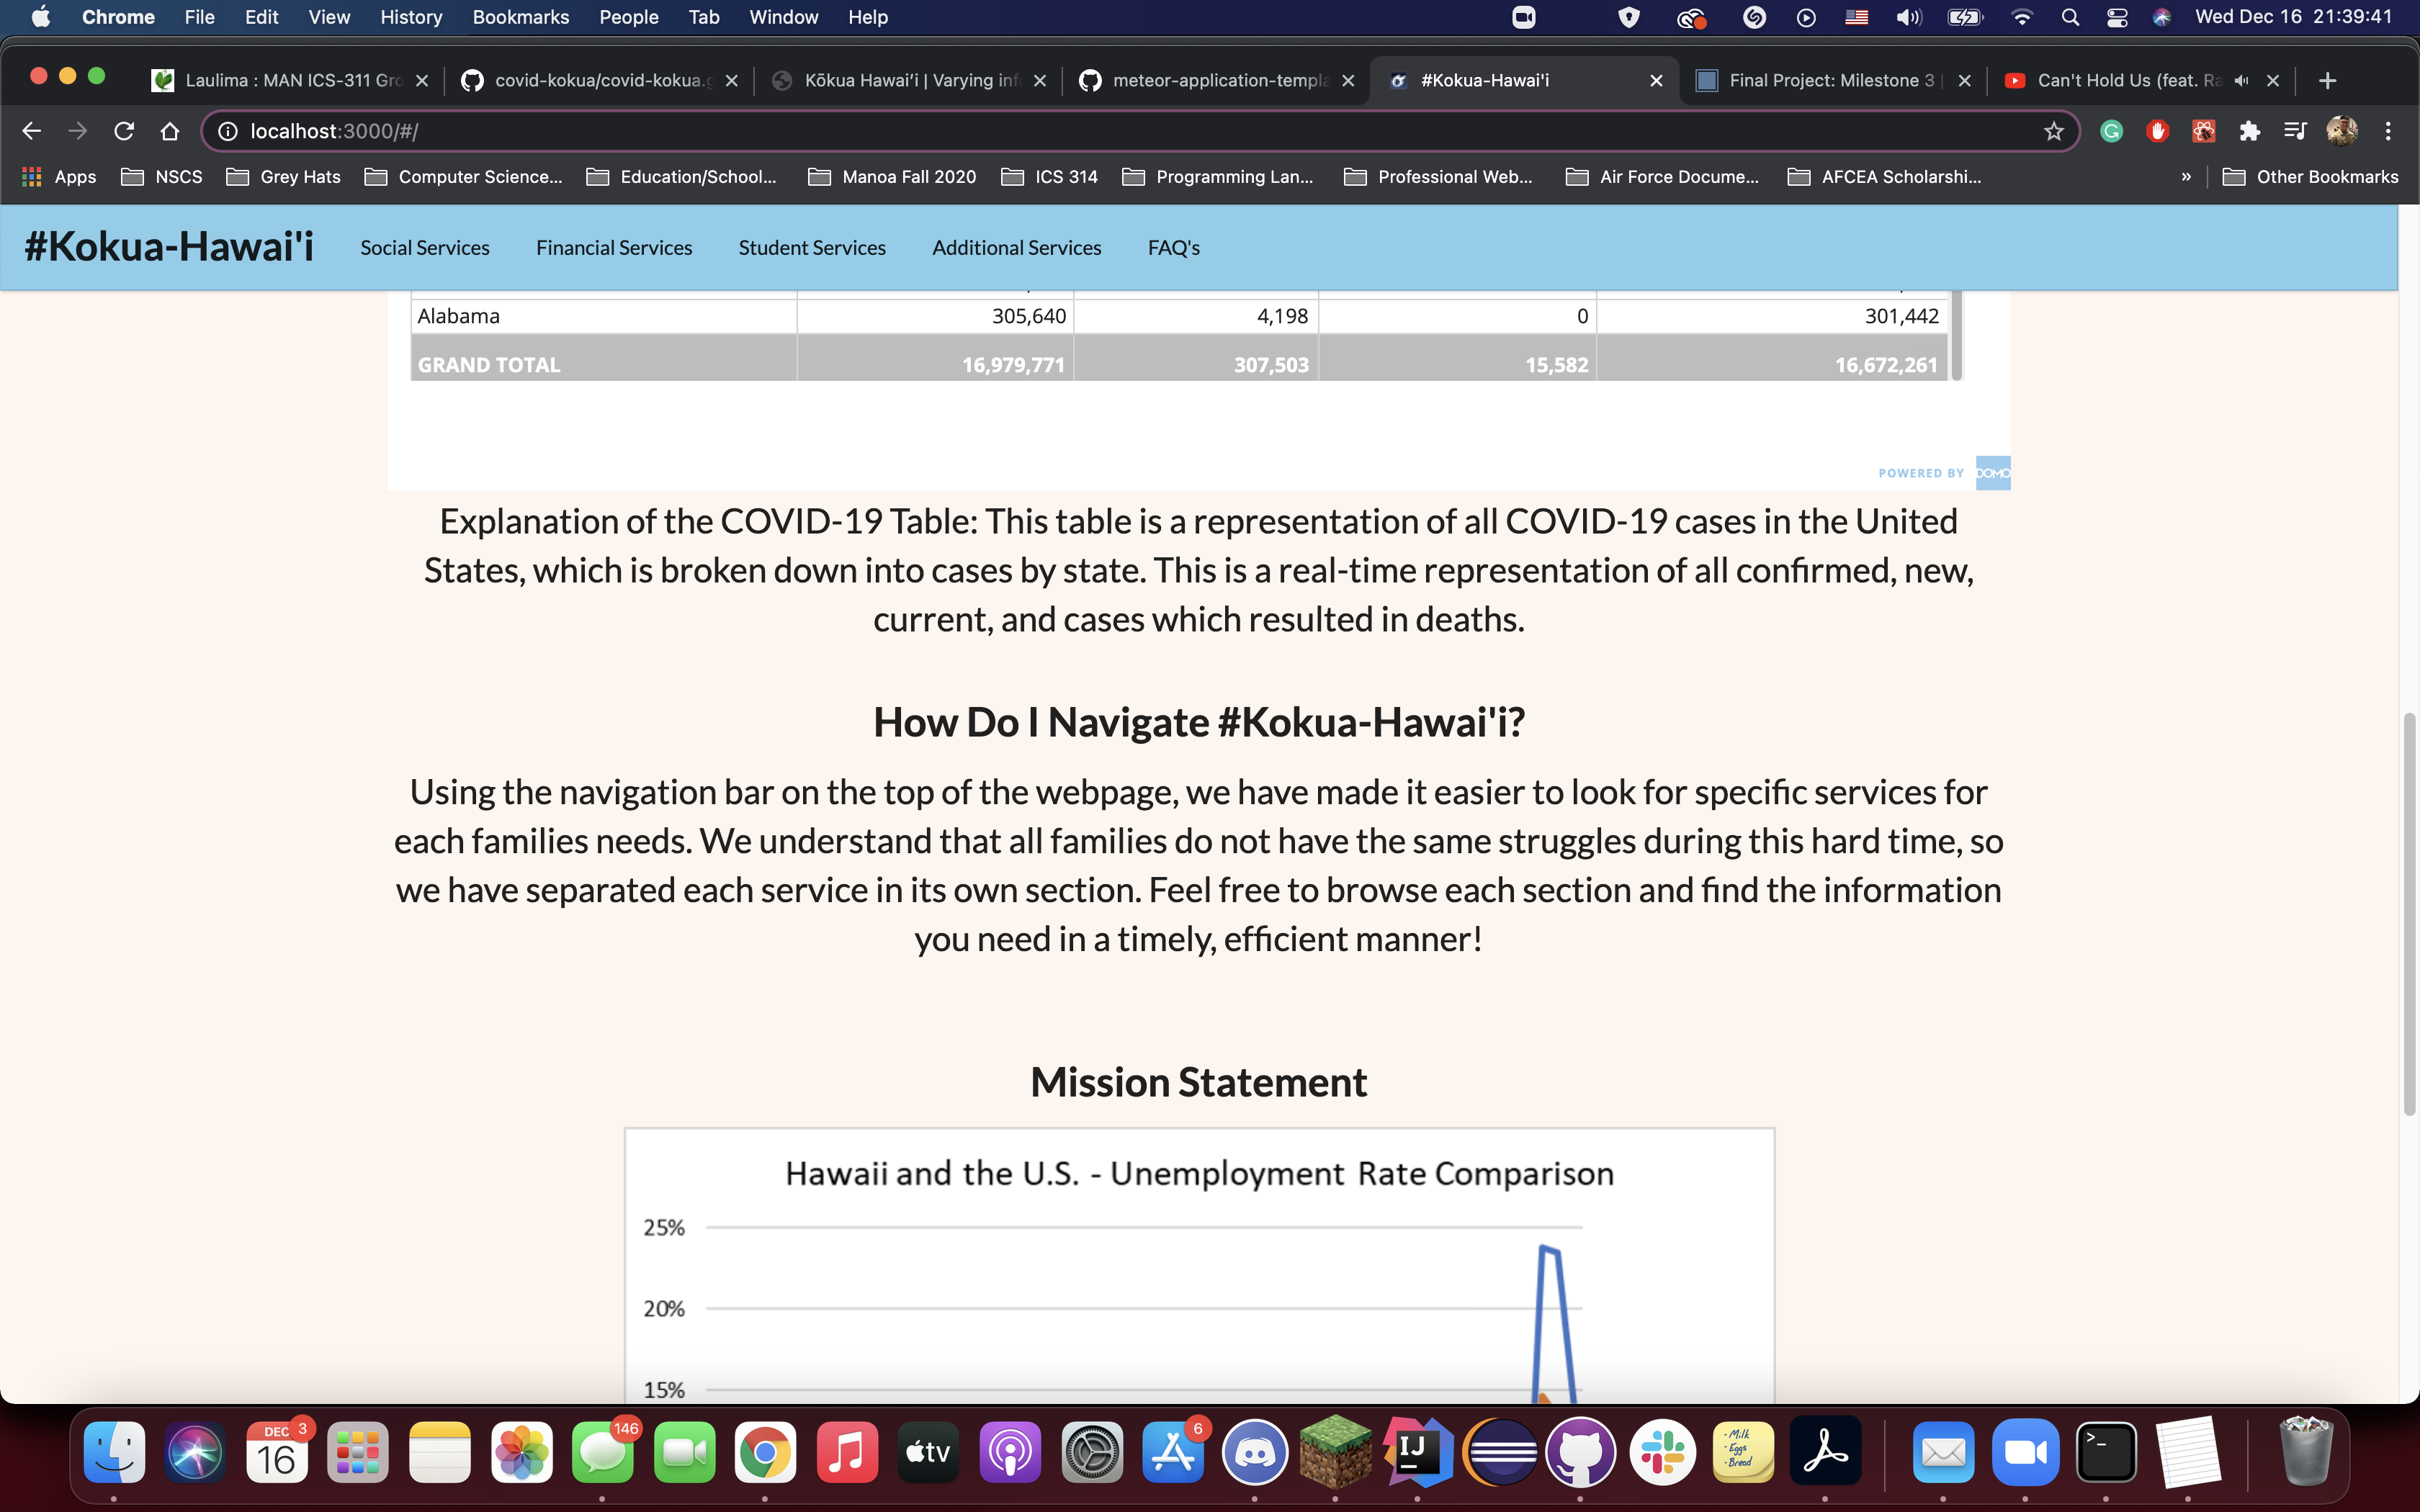 Chrome File Edit View History Bookmarks People Tab Window Help Wed Dec 16 21:39:41
Laulima : MAN ICS-311 Gro covid-kokua/covid-kokua.g Kōkua Hawaiʻi | Varying inf meteor-application-templa #Kokua-Hawai'i Final Project: Milestone 3 | Can't Hold Us (feat. Ra
localhost:3000/#/
Apps NSCS Grey Hats Computer Science... Education/School... Manoa Fall 2020 ICS 314 Programming Lan... Professional Web... Air Force Docume... AFCEA Scholarshi... » Other Bookmarks
#Kokua-Hawai'i Social Services Financial Services Student Services Additional Services FAQ's
Alabama 305,640 4,198 0 301,442
GRAND TOTAL 16,979,771 307,503 15,582 16,672,261
POWERED BY DOMO
Explanation of the COVID-19 Table: This table is a representation of all COVID-19 cases in the United
States, which is broken down into cases by state. This is a real-time representation of all confirmed, new,
current, and cases which resulted in deaths.
How Do I Navigate #Kokua-Hawai'i?
Using the navigation bar on the top of the webpage, we have made it easier to look for specific services for
each families needs. We understand that all families do not have the same struggles during this hard time, so
we have separated each service in its own section. Feel free to browse each section and find the information
you need in a timely, efficient manner!
Mission Statement
Hawaii and the U.S. - Unemployment Rate Comparison
25%
20%
15%
DEC 3 146 6
16 tv IJ
- Milk
- Eggs
- Bread